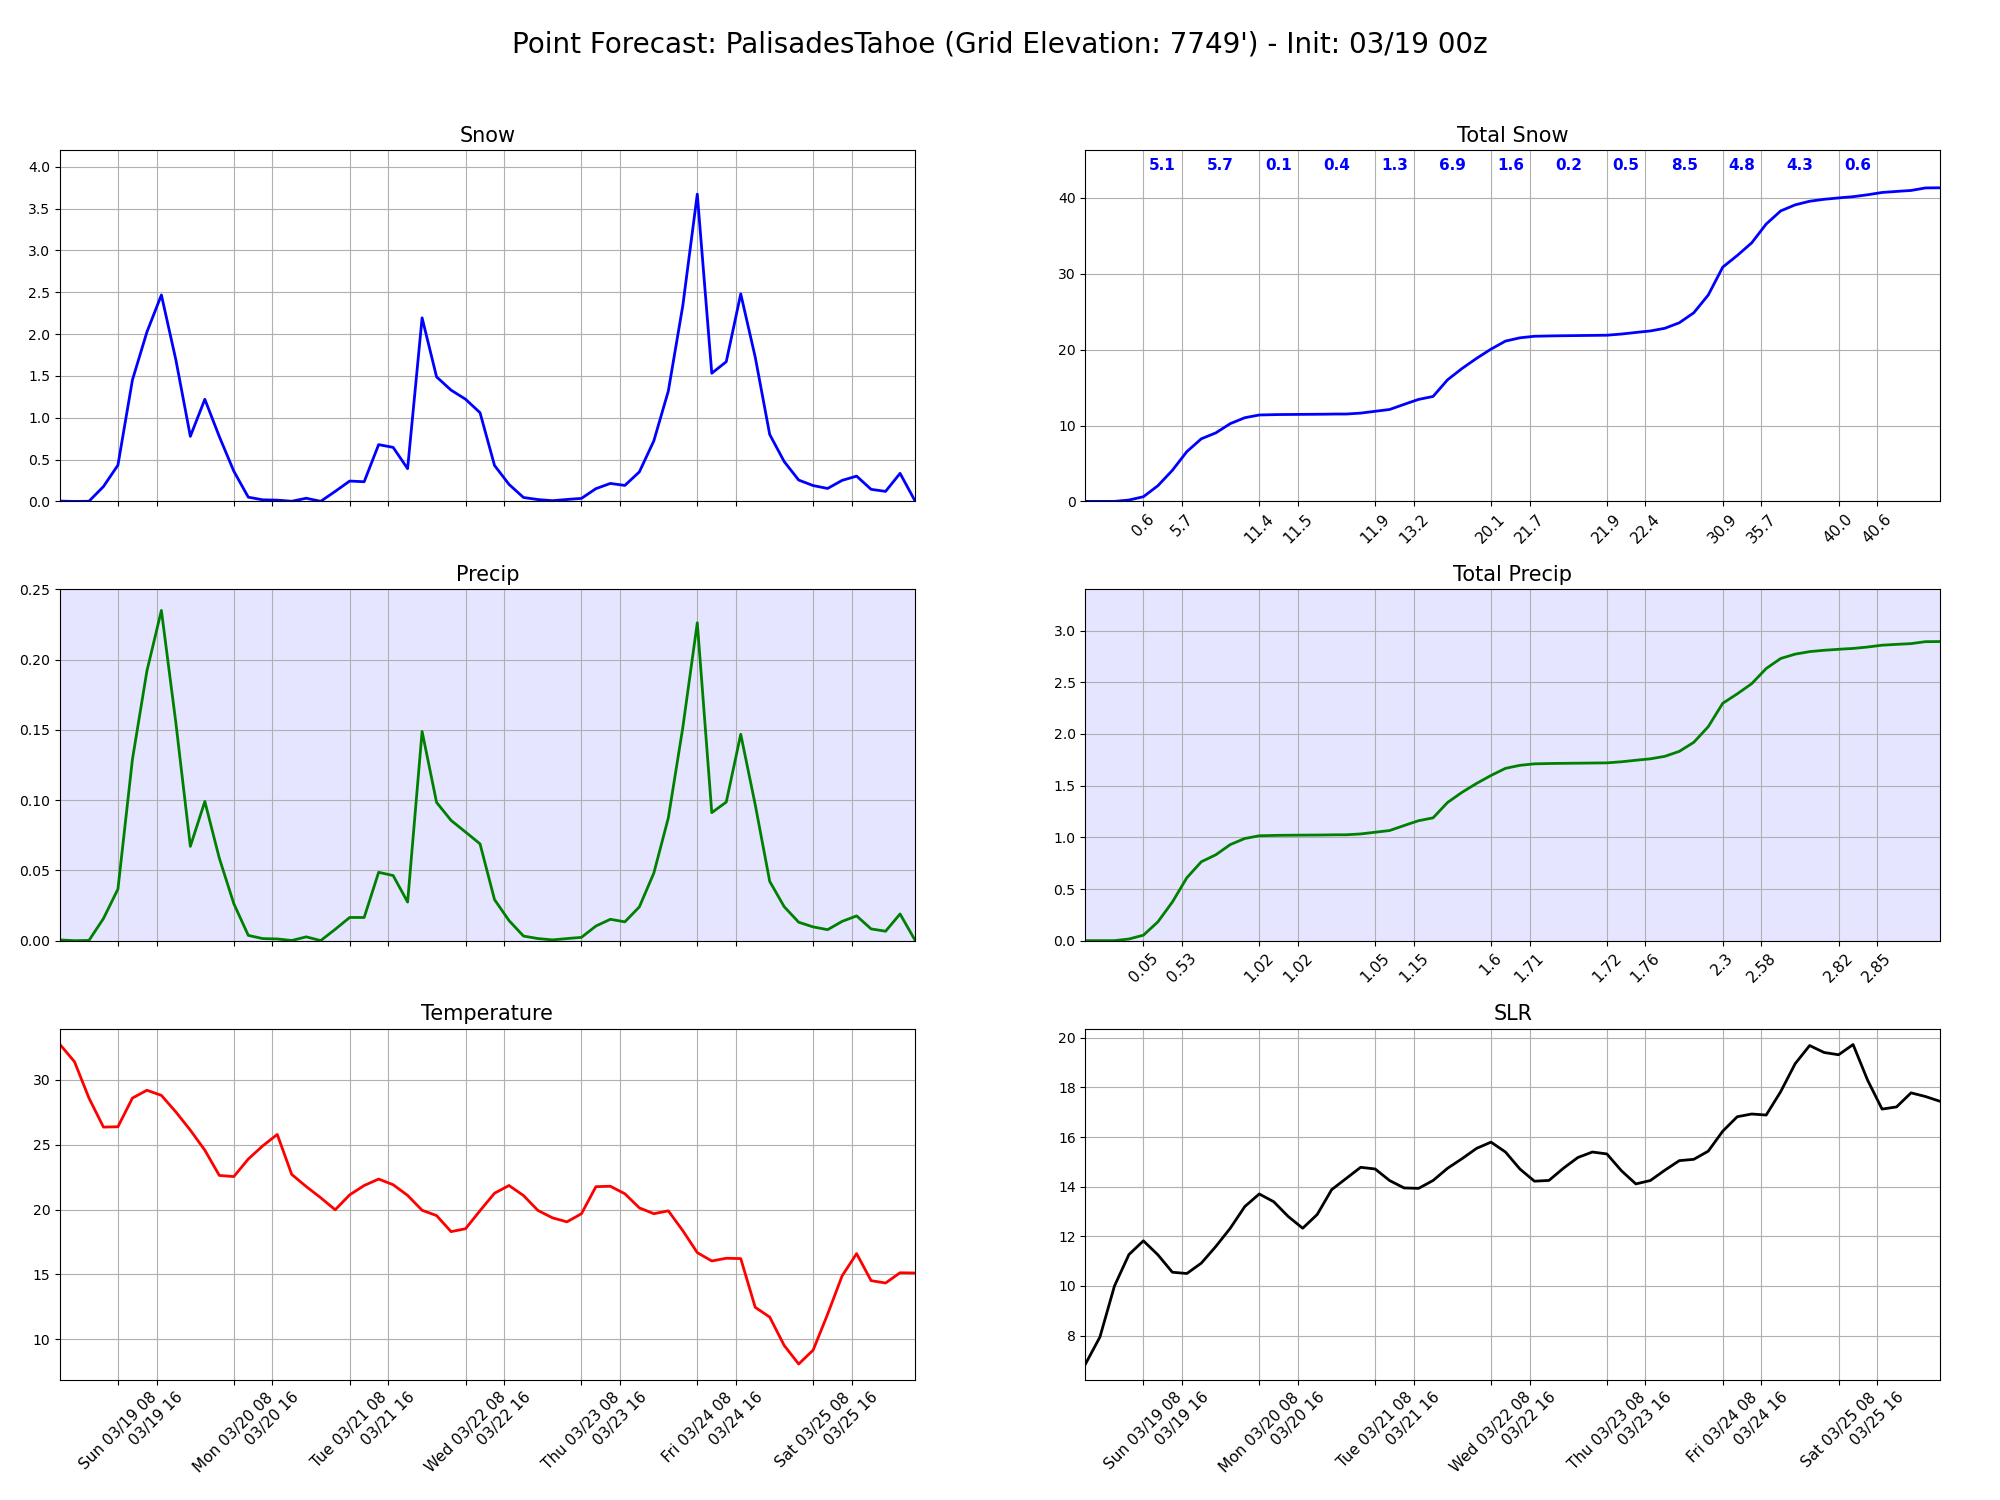 Point Forecast: PalisadesTahoe (Grid Elevation: 7749') - Init: 03/19 00z
Snow
4.0
3.5
3.0
2.5
2.0
1.5
1.0
0.5
0.0
Total Snow
5.1 5.7 0.1 0.4 1.3 6.9 1.6 0.2 0.5 8.5 4.8 4.3 0.6
40
30
20
10
0
0.6 5.7 11.4 11.5 11.9 13.2 20.1 21.7 21.9 22.4 30.9 35.7 40.0 40.6
Precip
0.25
0.20
0.15
0.10
0.05
0.00
Total Precip
3.0
2.5
2.0
1.5
1.0
0.5
0.0
0.05 0.53 1.02 1.02 1.05 1.15 1.6 1.71 1.72 1.76 2.3 2.58 2.82 2.85
Temperature
30
25
20
15
10
Sun 03/19 08
03/19 16
Mon 03/20 08
03/20 16
Tue 03/21 08
03/21 16
Wed 03/22 08
03/22 16
Thu 03/23 08
03/23 16
Fri 03/24 08
03/24 16
Sat 03/25 08
03/25 16
SLR
20
18
16
14
12
10
8
Sun 03/19 08
03/19 16
Mon 03/20 08
03/20 16
Tue 03/21 08
03/21 16
Wed 03/22 08
03/22 16
Thu 03/23 08
03/23 16
Fri 03/24 08
03/24 16
Sat 03/25 08
03/25 16